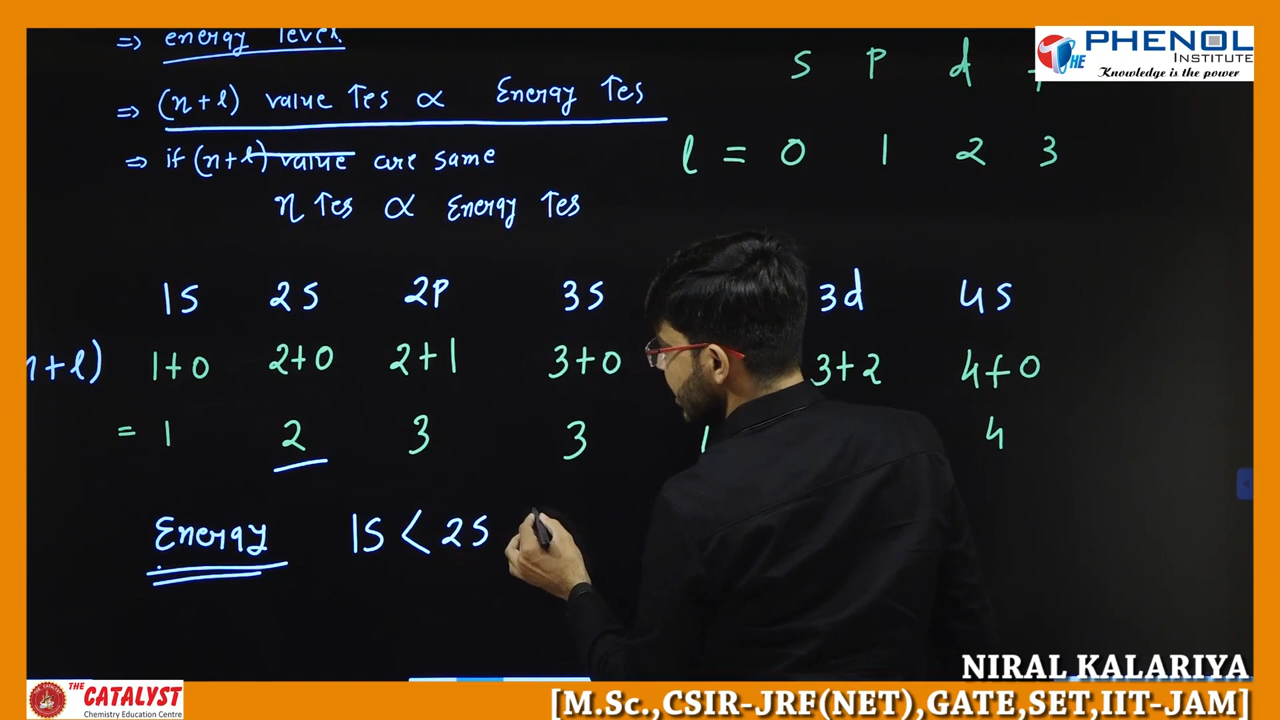 ⇒ energy level
⇒ (n+l) value ↑es ∝ Energy ↑es
⇒ if (n+l) value are same
n ↑es ∝ Energy ↑es
s p d
l = 0 1 2 3
1s 2s 2p 3s 3d 4s
n+l) 1+0 2+0 2+1 3+0 3+2 4+0
= 1 2 3 3 4
Energy 1s < 2s
THE PHENOL
INSTITUTE
Knowledge is the power
THE CATALYST
Chemistry Education Centre
NIRAL KALARIYA
[M.Sc.,CSIR-JRF(NET),GATE,SET,IIT-JAM]